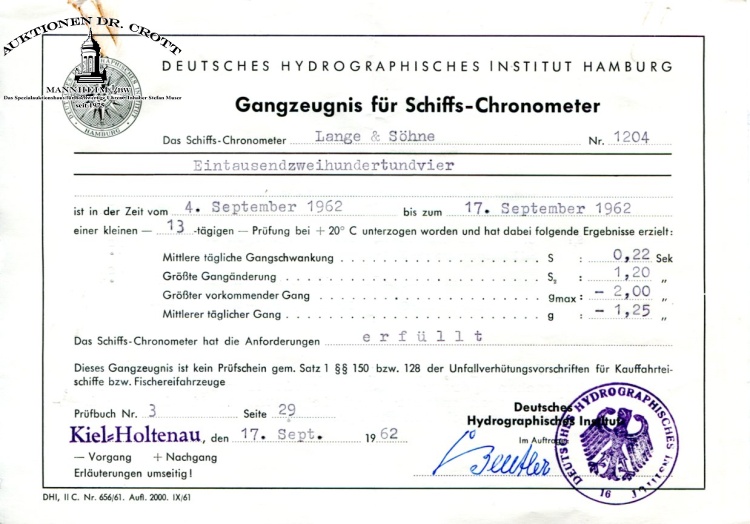 AUKTIONEN DR. CROTT
MANNHEIM
seit 1975
HAMBURG
DEUTSCHES HYDROGRAPHISCHES INSTITUT HAMBURG
Gangzeugnis für Schiffs-Chronometer
Das Schiffs-Chronometer Lange & Söhne Nr. 1204
Eintausendzweihundertundvier
ist in der Zeit vom 4. September 1962 bis zum 17. September 1962
einer kleinen — 13 -tägigen — Prüfung bei + 20° C unterzogen worden und hat dabei folgende Ergebnisse erzielt:
Mittlere tägliche Gangschwankung S : 0,22 Sek
Größte Gangänderung S₅ : 1,20 „
Größter vorkommender Gang gmax: – 2,00 „
Mittlerer täglicher Gang g : – 1,25 „
Das Schiffs-Chronometer hat die Anforderungen erfüllt
Dieses Gangzeugnis ist kein Prüfschein gem. Satz 1 §§ 150 bzw. 128 der Unfallverhütungsvorschriften für Kauffahrtei-
schiffe bzw. Fischereifahrzeuge
Prüfbuch Nr. 3 Seite 29
Deutsches
Hydrographisches Institut
Kiel=Holtenau, den 17. Sept. 1962
Im Auftrage
— Vorgang + Nachgang
Erläuterungen umseitig!
DEUTSCHES HYDROGRAPHISCHES Institut
16
DHI, II C. Nr. 656/61. Aufl. 2000. IX/61